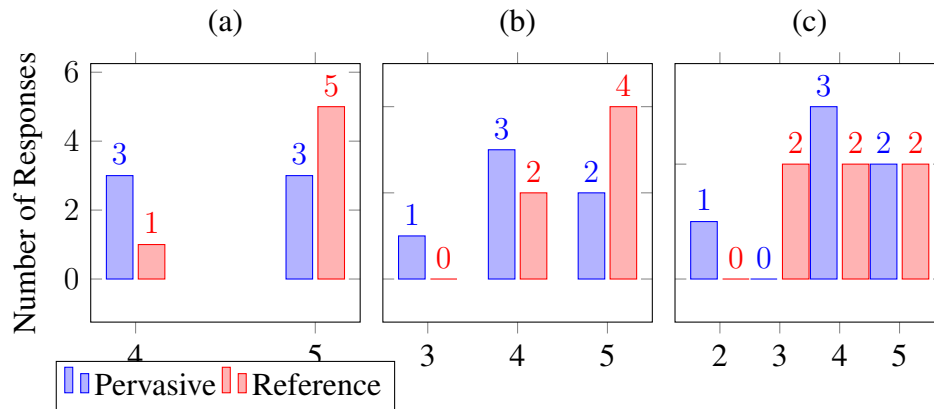 (a) (b) (c)
Number of Responses
6
4
2
0
3 1 3 5
1 0 3 2 2 4
1 0 0 2 3 2 2 2
4 5
3 4 5
2 3 4 5
Pervasive Reference